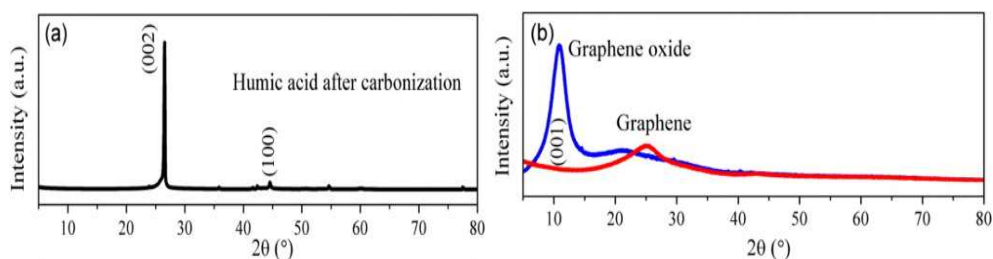 (a)
Intensity (a.u.)
(002)
Humic acid after carbonization
(100)
10 20 30 40 50 60 70 80
2θ (°)
(b)
Intensity (a.u.)
Graphene oxide
(001)
Graphene
10 20 30 40 50 60 70 80
2θ (°)